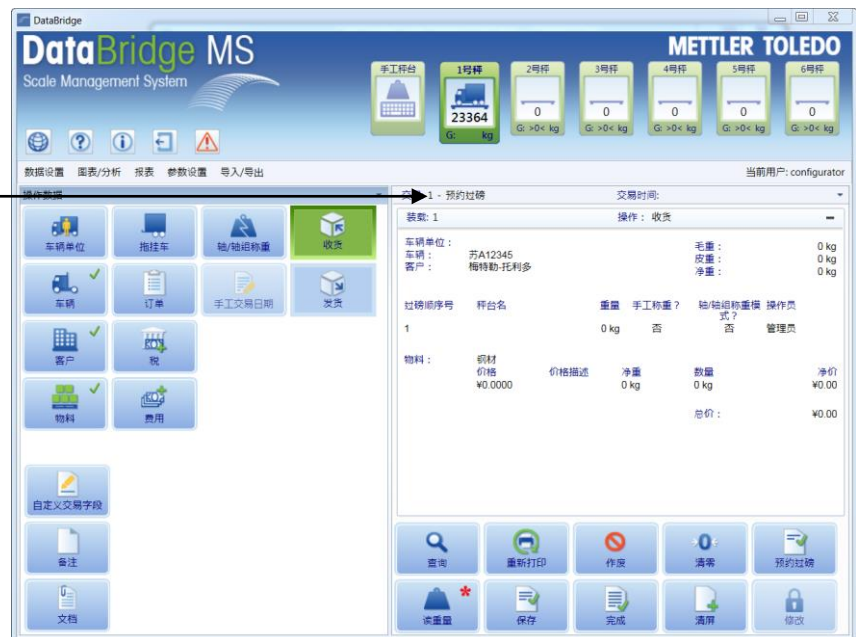 DataBridge
DataBridge MS
Scale Management System
METTLER TOLEDO
手工秤台
1号秤
23364
G: kg
2号秤
0
G: >0< kg
3号秤
0
G: >0< kg
4号秤
0
G: >0< kg
5号秤
0
G: >0< kg
6号秤
0
G: >0< kg
数据设置 图表/分析 报表 参数设置 导入/导出
当前用户: configurator
操作数据
车辆单位
拖挂车
轴/轴组称重
收货
车辆
订单
手工交易日期
发货
客户
税
物料
费用
自定义交易字段
备注
文档
1 - 预约过磅 交易时间:
装载: 1 操作: 收货
车辆单位:
车辆: 苏A12345
客户: 梅特勒-托利多
毛重: 0 kg
皮重: 0 kg
净重: 0 kg
过磅顺序号 秤台名 重量 手工称重? 轴/轴组称重模式? 操作员
1 0 kg 否 否 管理员
物料: 钢材
价格 价格描述 净重 数量 净价
¥0.0000 0 kg 0 kg ¥0.00
总价: ¥0.00
查询
重新打印
作废
0
清零
预约过磅
读重量 *
保存
完成
清屏
修改